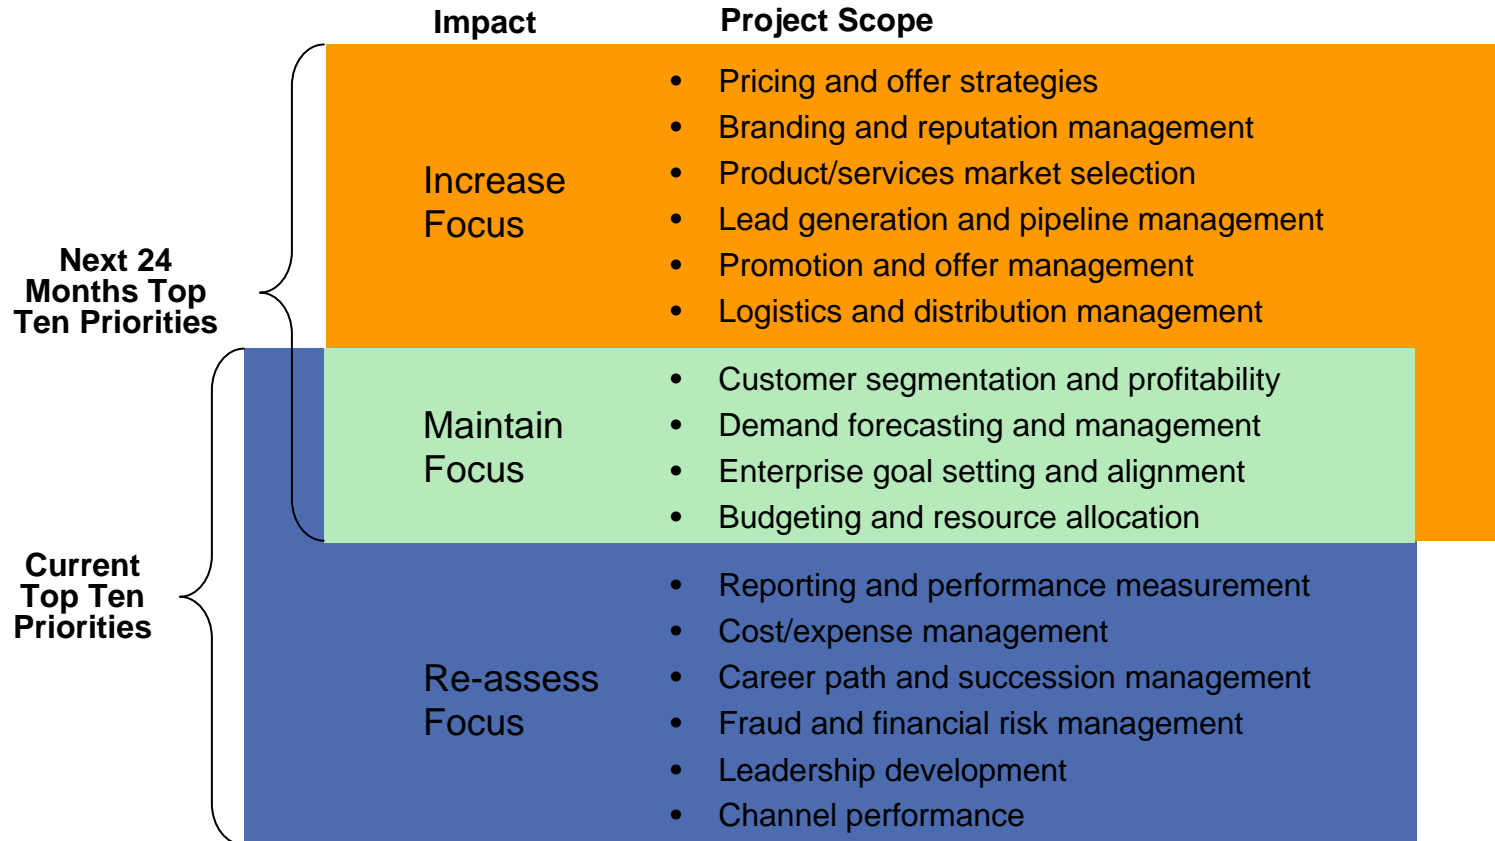 Impact
Project Scope
Next 24
Months Top
Ten Priorities
Increase
Focus
• Pricing and offer strategies
• Branding and reputation management
• Product/services market selection
• Lead generation and pipeline management
• Promotion and offer management
• Logistics and distribution management
Current
Top Ten
Priorities
Maintain
Focus
• Customer segmentation and profitability
• Demand forecasting and management
• Enterprise goal setting and alignment
• Budgeting and resource allocation
Re-assess
Focus
• Reporting and performance measurement
• Cost/expense management
• Career path and succession management
• Fraud and financial risk management
• Leadership development
• Channel performance